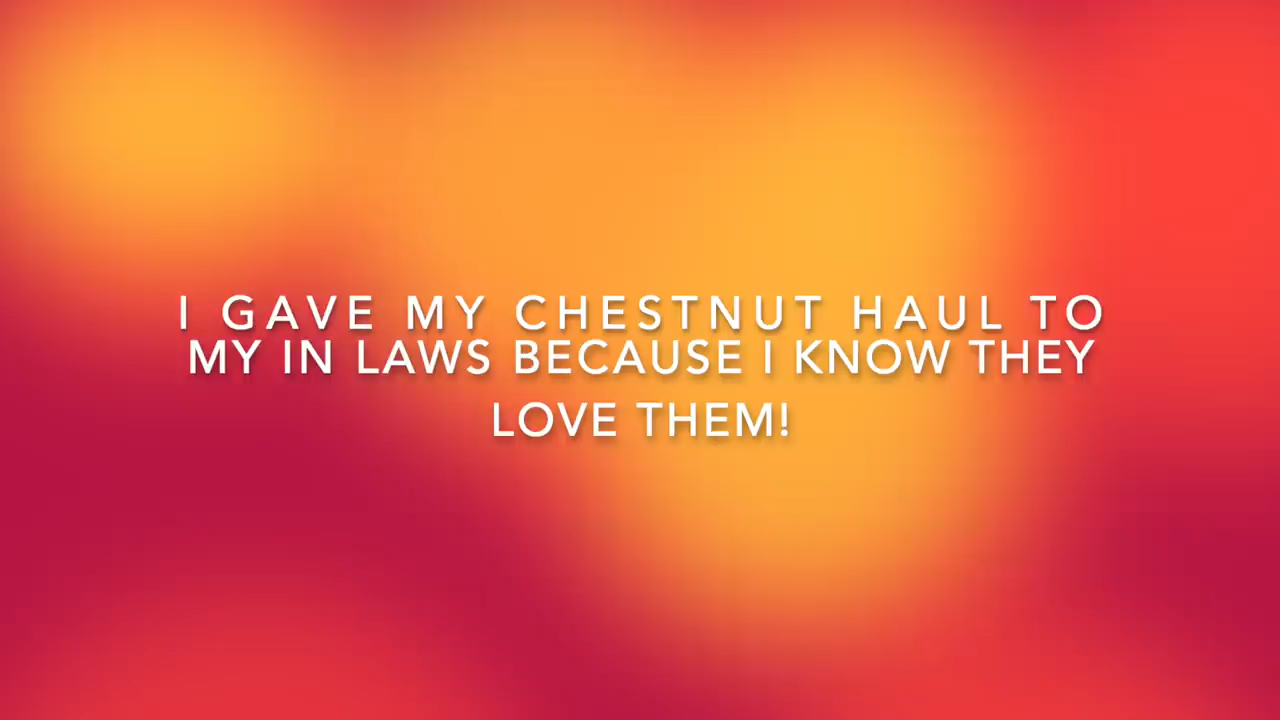 I GAVE MY CHESTNUT HAUL TO
MY IN LAWS BECAUSE I KNOW THEY
LOVE THEM!